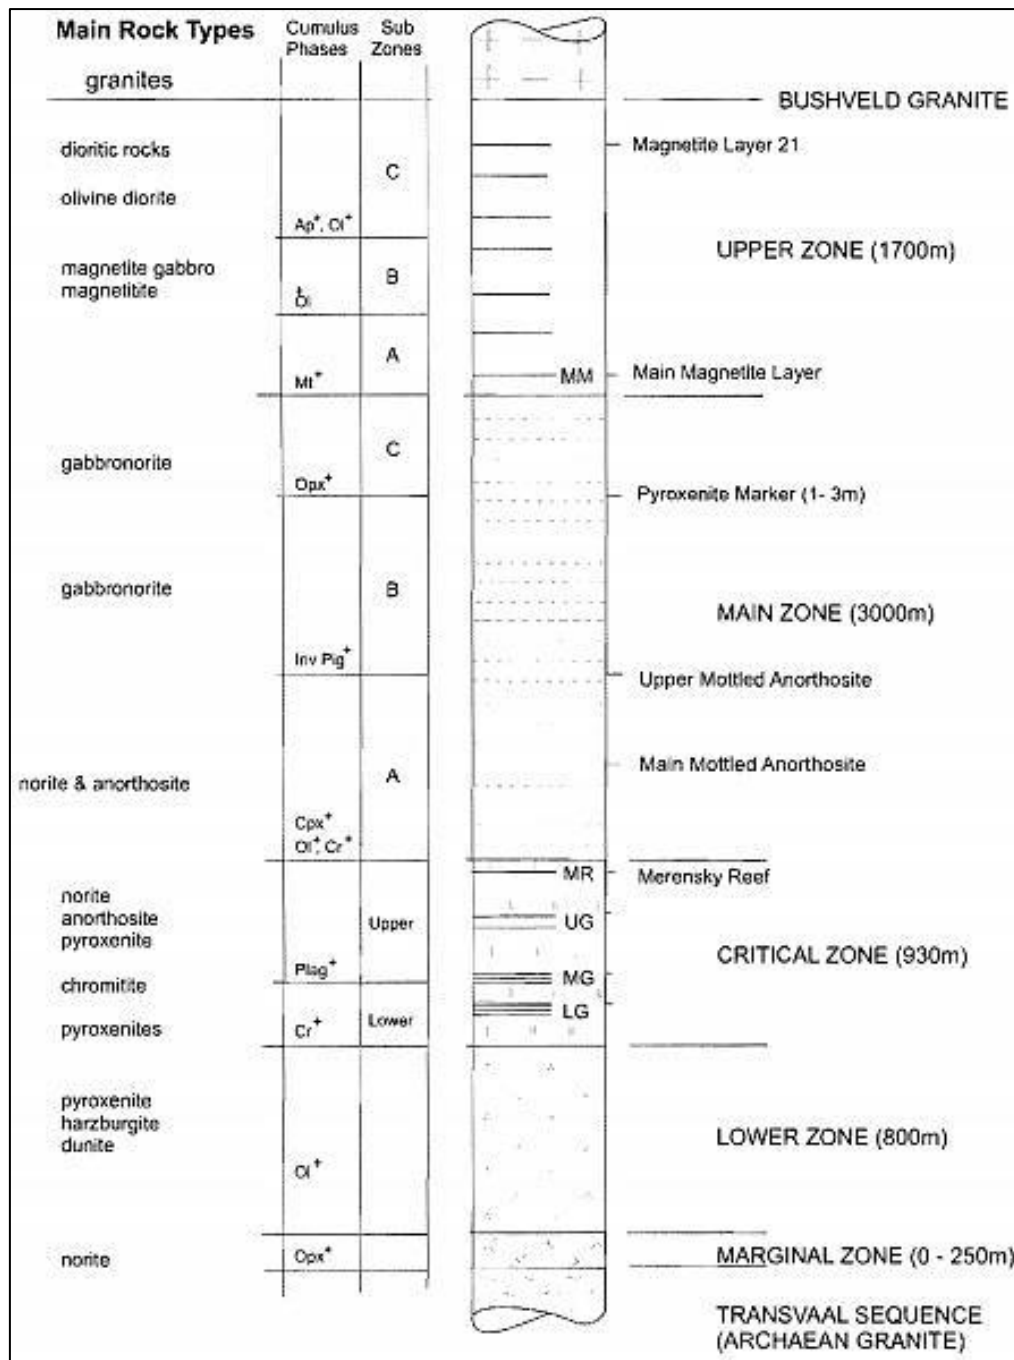 Main Rock Types
Cumulus Phases
Sub Zones
granites
BUSHVELD GRANITE
dioritic rocks
Magnetite Layer 21
C
olivine diorite
Ap+, Ol+
UPPER ZONE (1700m)
magnetite gabbro
magnetitite
B
+
Ol
A
Mt+
MM
Main Magnetite Layer
C
gabbronorite
Opx+
Pyroxenite Marker (1- 3m)
gabbronorite
B
MAIN ZONE (3000m)
Inv Pig+
Upper Mottled Anorthosite
Main Mottled Anorthosite
norite & anorthosite
A
Cpx+
Ol+, Cr+
MR
Merensky Reef
norite
anorthosite
pyroxenite
Upper
UG
CRITICAL ZONE (930m)
Plag+
MG
chromitite
LG
pyroxenites
Cr+
Lower
pyroxenite
harzburgite
dunite
LOWER ZONE (800m)
Ol+
norite
Opx+
MARGINAL ZONE (0 - 250m)
TRANSVAAL SEQUENCE
(ARCHAEAN GRANITE)